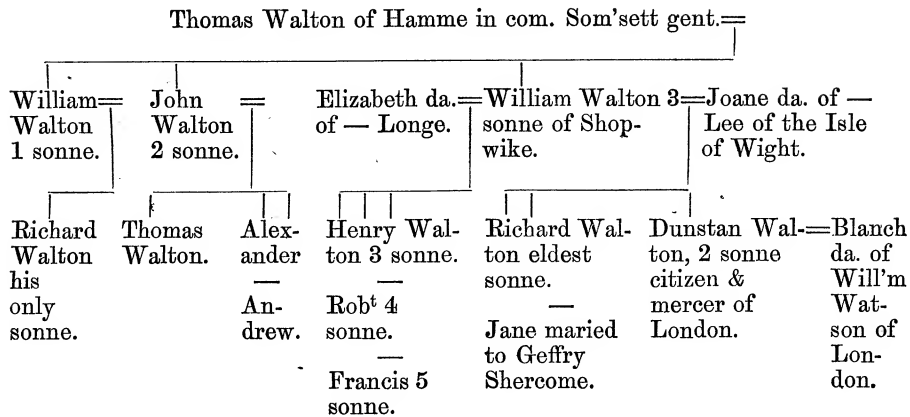 Thomas Walton of Hamme in com. Som'sett gent.=
William=
Walton
1 sonne.
John =
Walton
2 sonne.
Elizabeth da.=
of — Longe.
William Walton 3=
sonne of Shop-
wike.
Joane da. of —
Lee of the Isle
of Wight.
Richard
Walton
his
only
sonne.
Thomas
Walton.
Alex-
ander
—
An-
drew.
Henry Wal-
ton 3 sonne.
—
Robt 4
sonne.
—
Francis 5
sonne.
Richard Wal-
ton eldest
sonne.
—
Jane maried
to Geffry
Shercome.
Dunstan Wal-=
ton, 2 sonne
citizen &
mercer of
London.
Blanch
da. of
Will'm
Wat-
son of
Lon-
don.